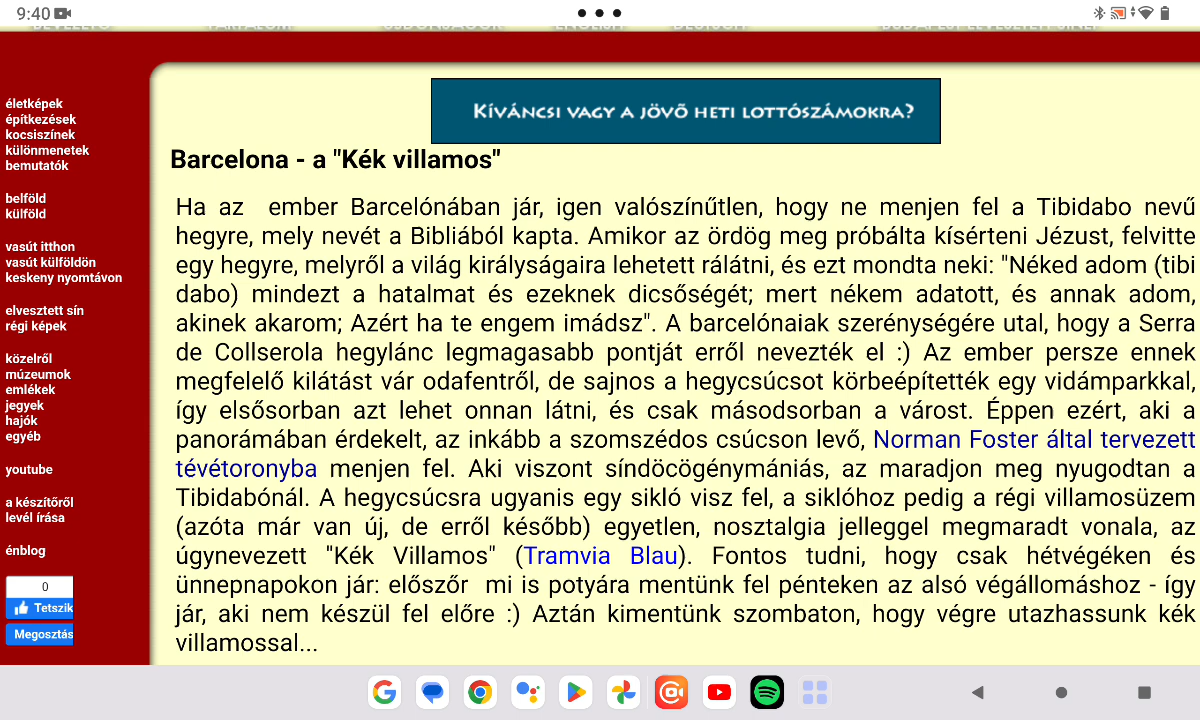 9:40
életképek
építkezések
kocsiszínek
különmenetek
bemutatók
belföld
külföld
vasút itthon
vasút külföldön
keskeny nyomtávon
elvesztett sín
régi képek
közelről
múzeumok
emlékek
jegyek
hajók
egyéb
youtube
a készítőről
levél írása
énblog
0
Tetszik
Megosztás
Kíváncsi vagy a jövõ heti lottószámokra?
Barcelona - a "Kék villamos"
Ha az ember Barcelónában jár, igen valószínűtlen, hogy ne menjen fel a Tibidabo nevű
hegyre, mely nevét a Bibliából kapta. Amikor az ördög meg próbálta kísérteni Jézust, felvitte
egy hegyre, melyről a világ királyságaira lehetett rálátni, és ezt mondta neki: "Néked adom (tibi
dabo) mindezt a hatalmat és ezeknek dicsőségét; mert nékem adatott, és annak adom,
akinek akarom; Azért ha te engem imádsz". A barcelónaiak szerénységére utal, hogy a Serra
de Collserola hegylánc legmagasabb pontját erről nevezték el :) Az ember persze ennek
megfelelő kilátást vár odafentről, de sajnos a hegycsúcsot körbeépítették egy vidámparkkal,
így elsősorban azt lehet onnan látni, és csak másodsorban a várost. Éppen ezért, aki a
panorámában érdekelt, az inkább a szomszédos csúcson levő, Norman Foster által tervezett
tévétoronyba menjen fel. Aki viszont síndöcögénymániás, az maradjon meg nyugodtan a
Tibidabónál. A hegycsúcsra ugyanis egy sikló visz fel, a siklóhoz pedig a régi villamosüzem
(azóta már van új, de erről később) egyetlen, nosztalgia jelleggel megmaradt vonala, az
úgynevezett "Kék Villamos" (Tramvia Blau). Fontos tudni, hogy csak hétvégéken és
ünnepnapokon jár: először mi is potyára mentünk fel pénteken az alsó végállomáshoz - így
jár, aki nem készül fel előre :) Aztán kimentünk szombaton, hogy végre utazhassunk kék
villamossal...